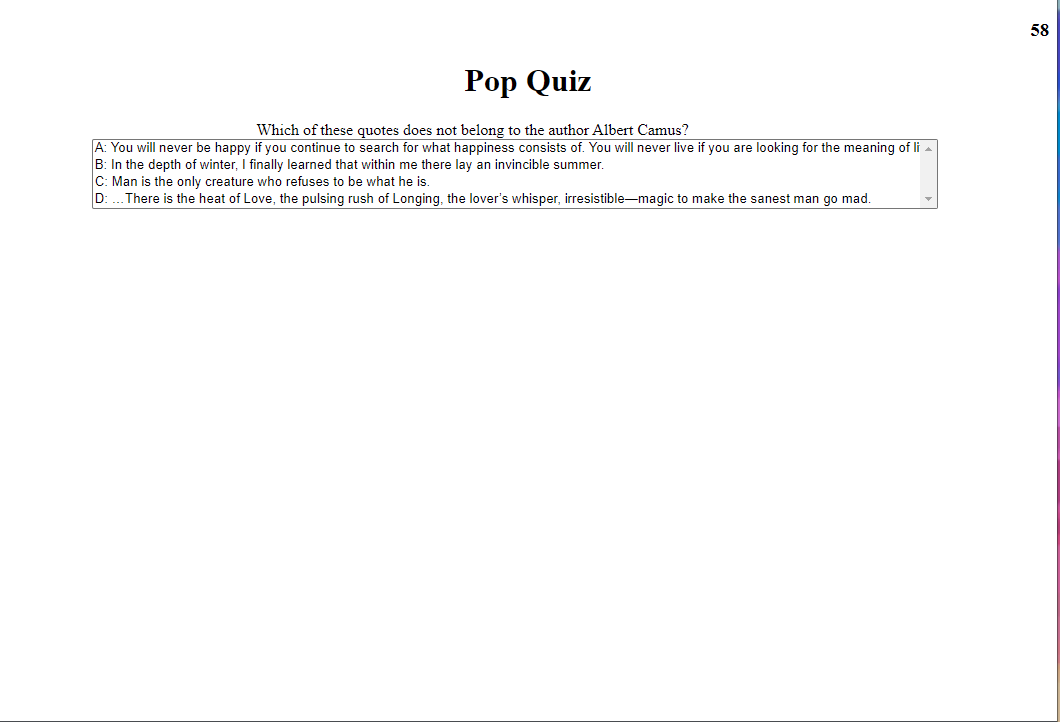 58
Pop Quiz
Which of these quotes does not belong to the author Albert Camus?
A: You will never be happy if you continue to search for what happiness consists of. You will never live if you are looking for the meaning of li
B: In the depth of winter, I finally learned that within me there lay an invincible summer.
C: Man is the only creature who refuses to be what he is.
D: …There is the heat of Love, the pulsing rush of Longing, the lover’s whisper, irresistible—magic to make the sanest man go mad.